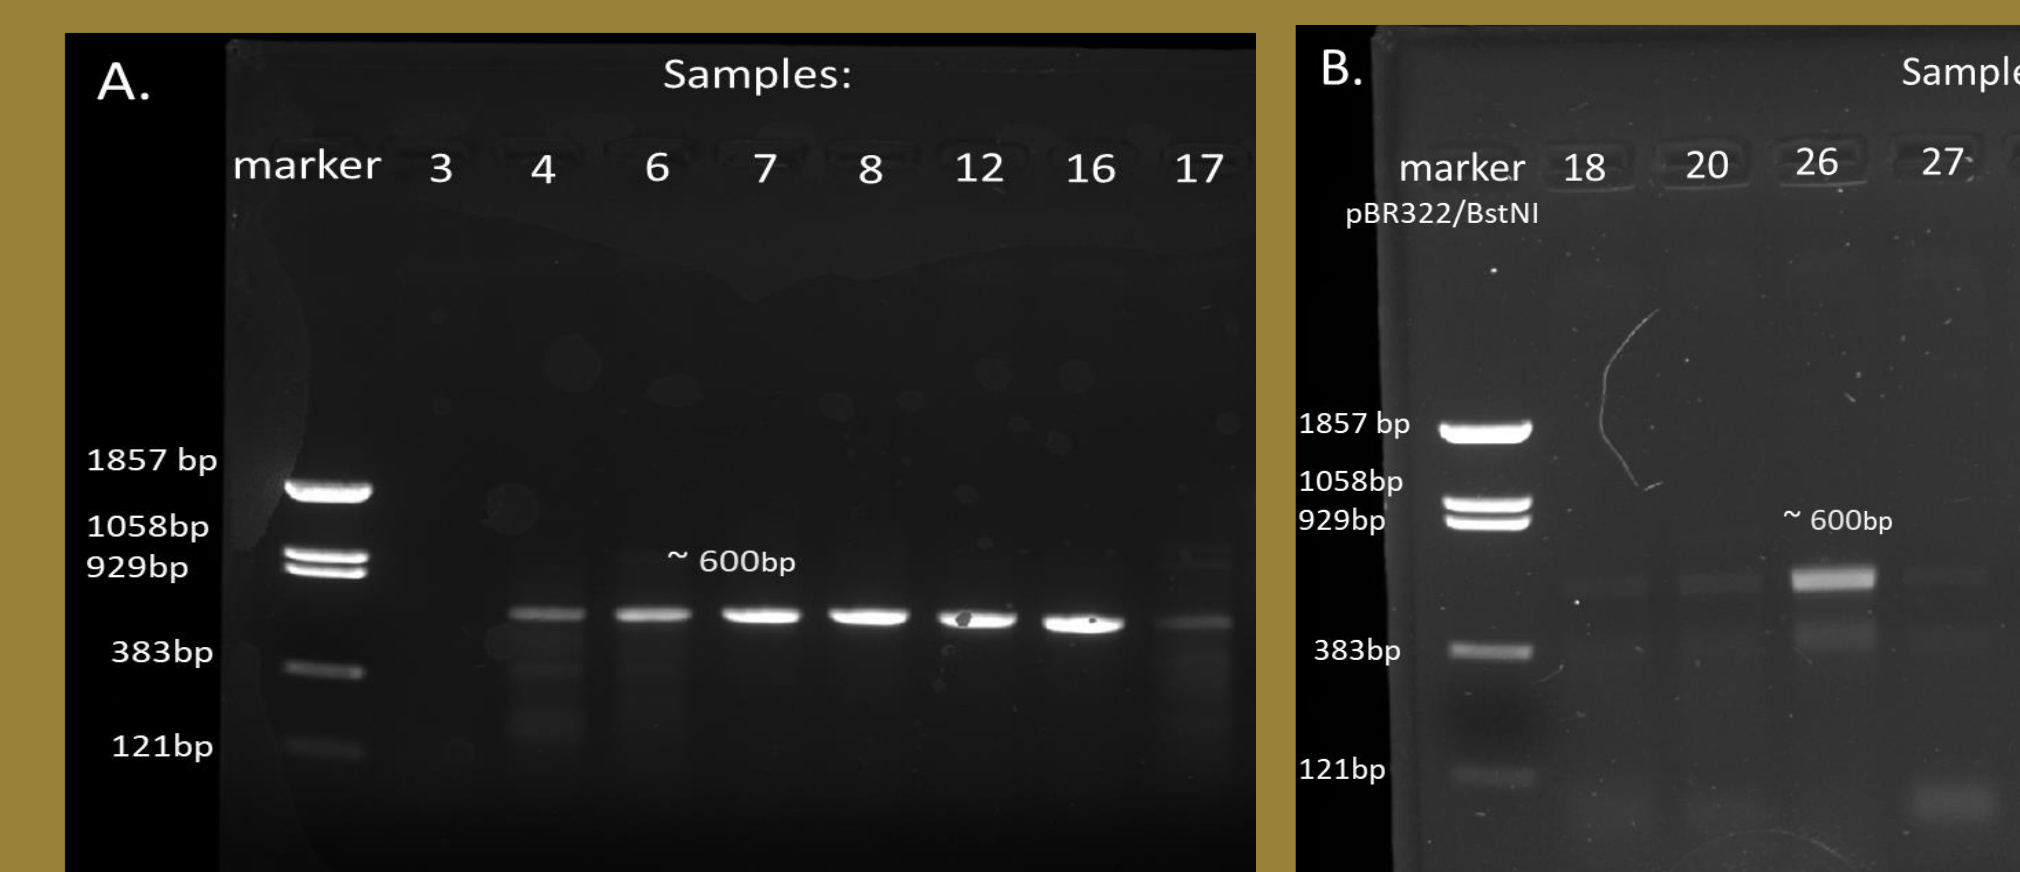 A.
Samples:
marker 3 4 6 7 8 12 16 17
1857 bp
1058bp
929bp
~ 600bp
383bp
121bp
B.
Sample
marker 18 20 26 27
pBR322/BstNI
1857 bp
1058bp
929bp
~ 600bp
383bp
121bp